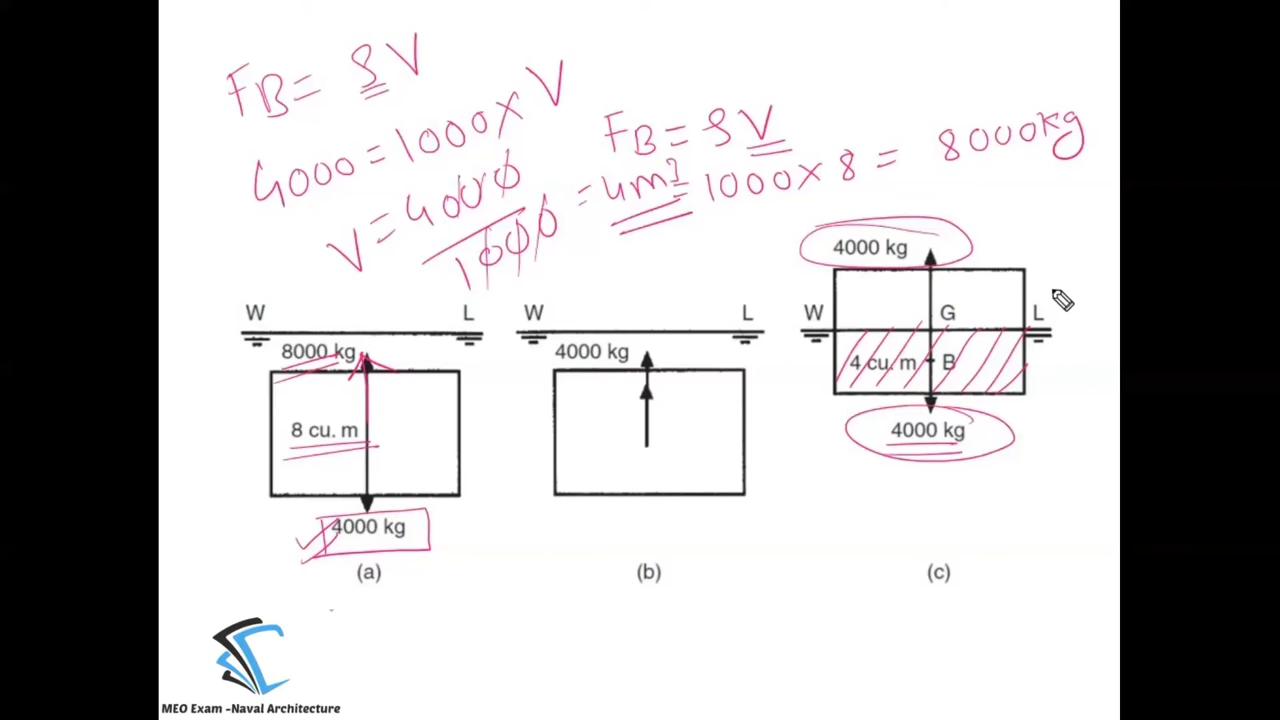 FB = ρV
4000 = 1000 × V
V = 4000 / 1000 = 4m³
FB = ρV
= 1000 × 8 = 8000kg
4000 kg
W L W L W G L
8000 kg 4000 kg 4 cu. m B
8 cu. m 4000 kg
4000 kg
(a) (b) (c)
MEO Exam -Naval Architecture